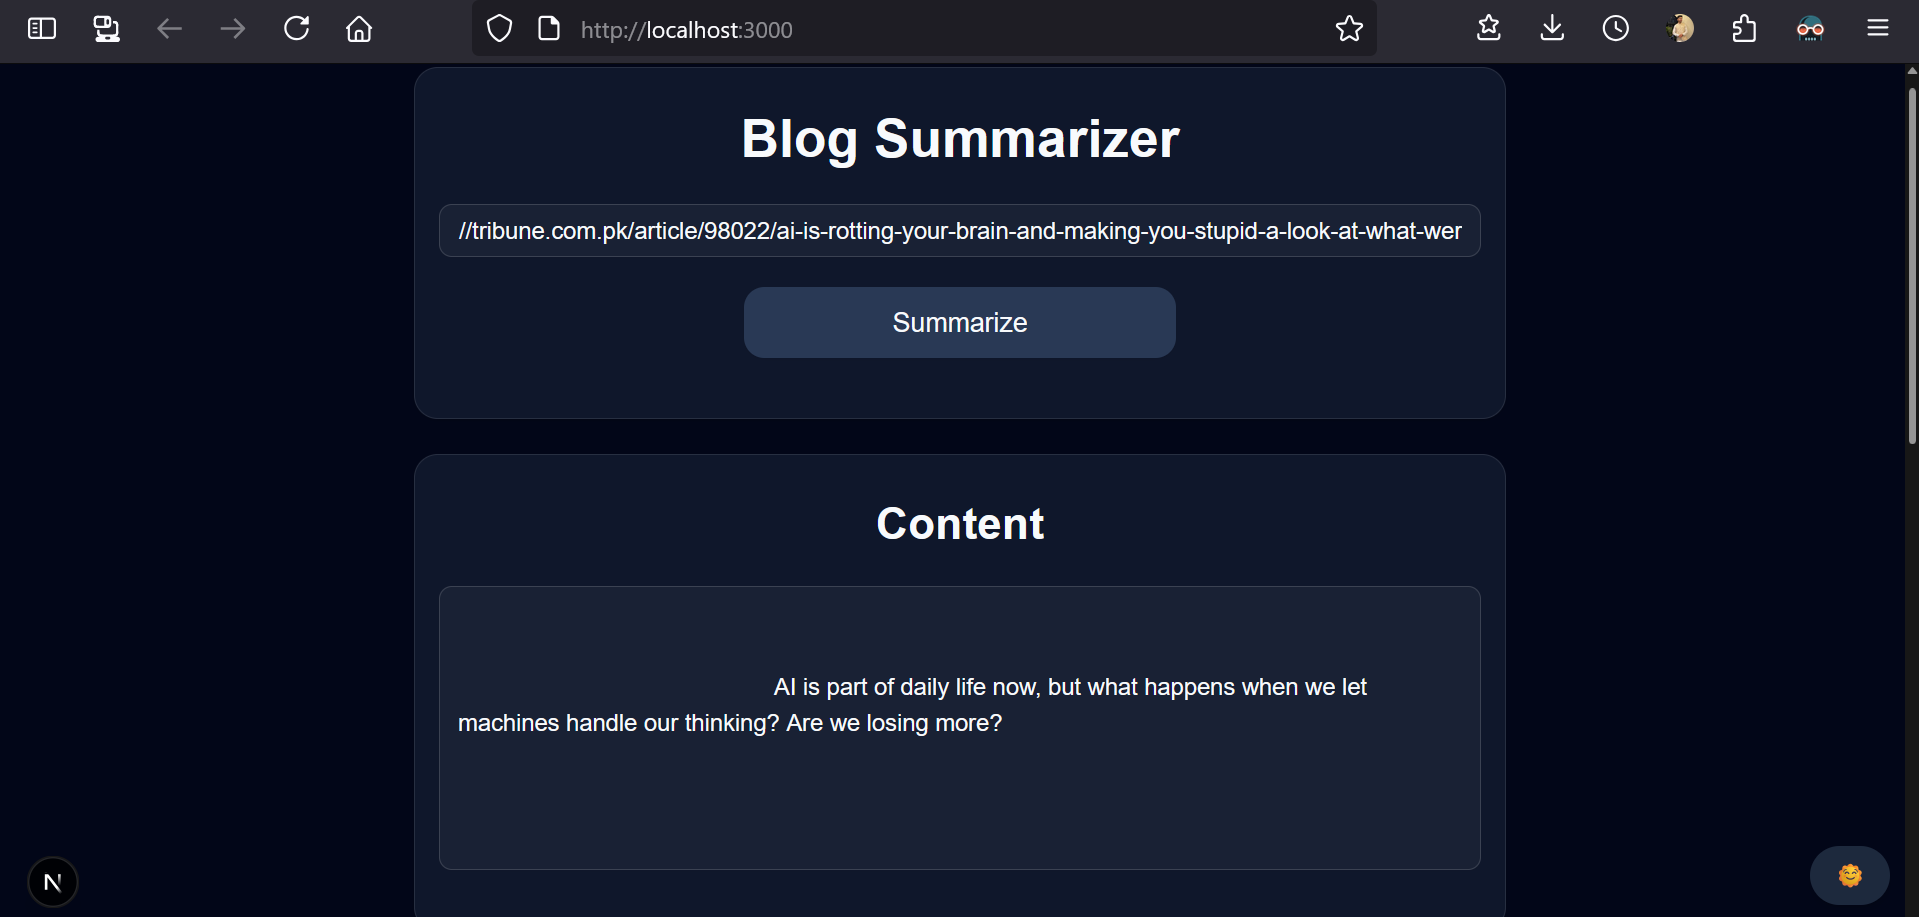 http://localhost:3000
Blog Summarizer
//tribune.com.pk/article/98022/ai-is-rotting-your-brain-and-making-you-stupid-a-look-at-what-wer
Summarize
Content
AI is part of daily life now, but what happens when we let
machines handle our thinking? Are we losing more?
N